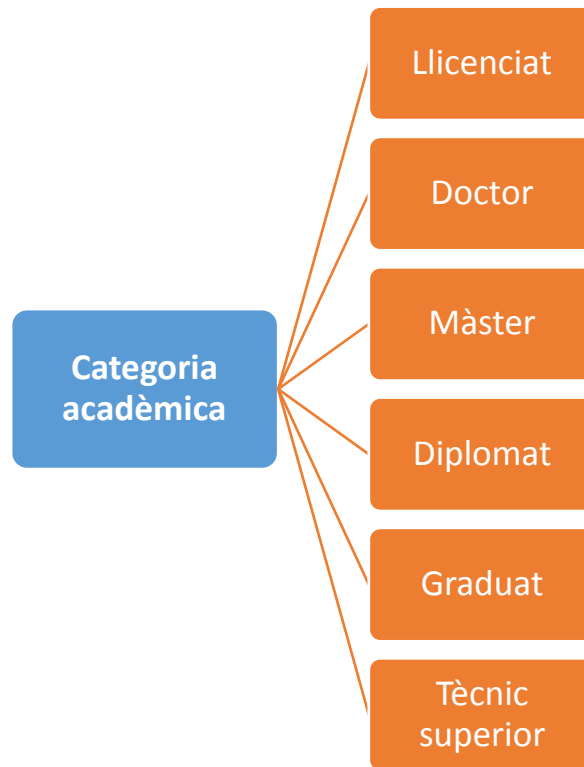 Llicenciat
Doctor
Màster
Categoria
acadèmica
Diplomat
Graduat
Tècnic
superior